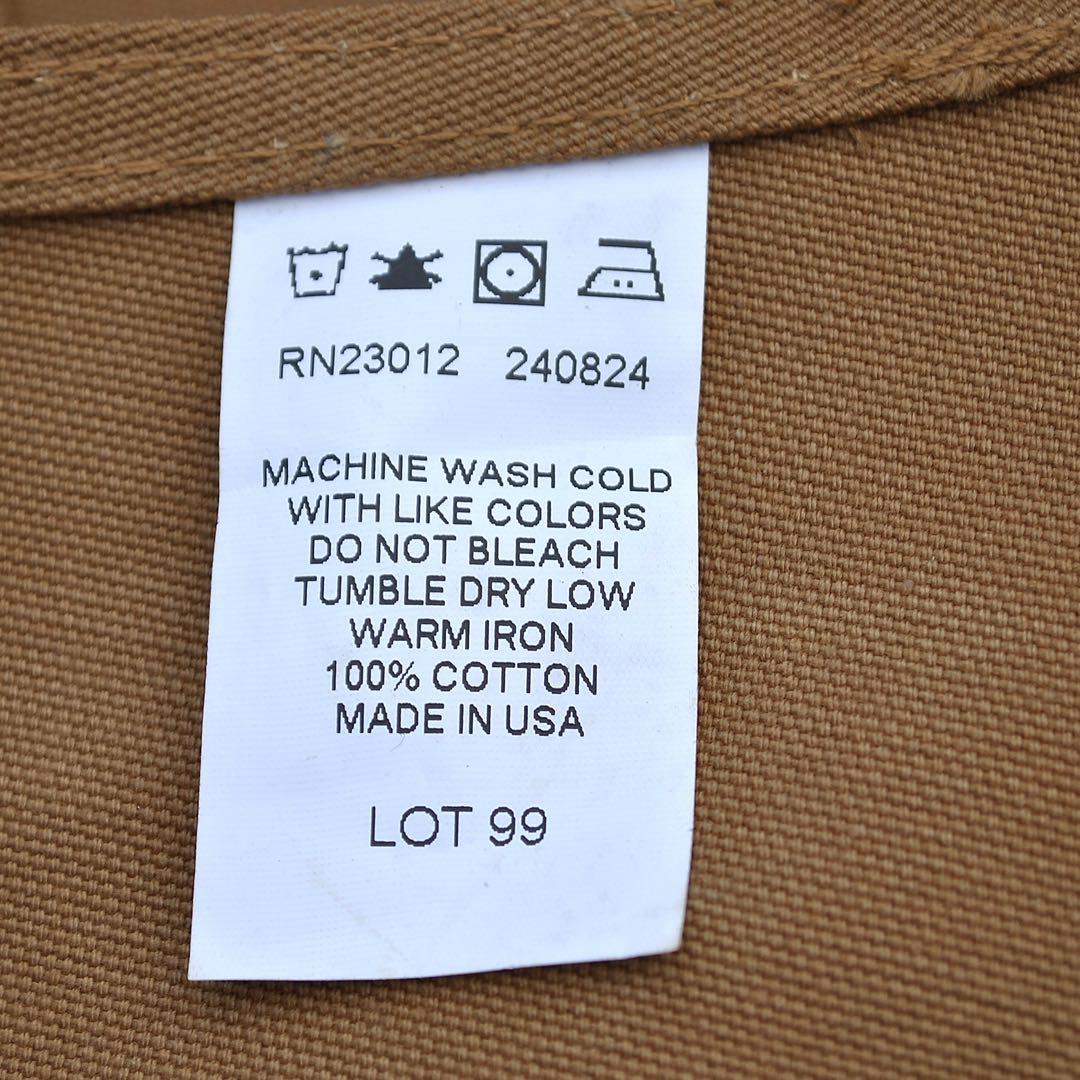 RN23012 240824
MACHINE WASH COLD
WITH LIKE COLORS
DO NOT BLEACH
TUMBLE DRY LOW
WARM IRON
100% COTTON
MADE IN USA
LOT 99